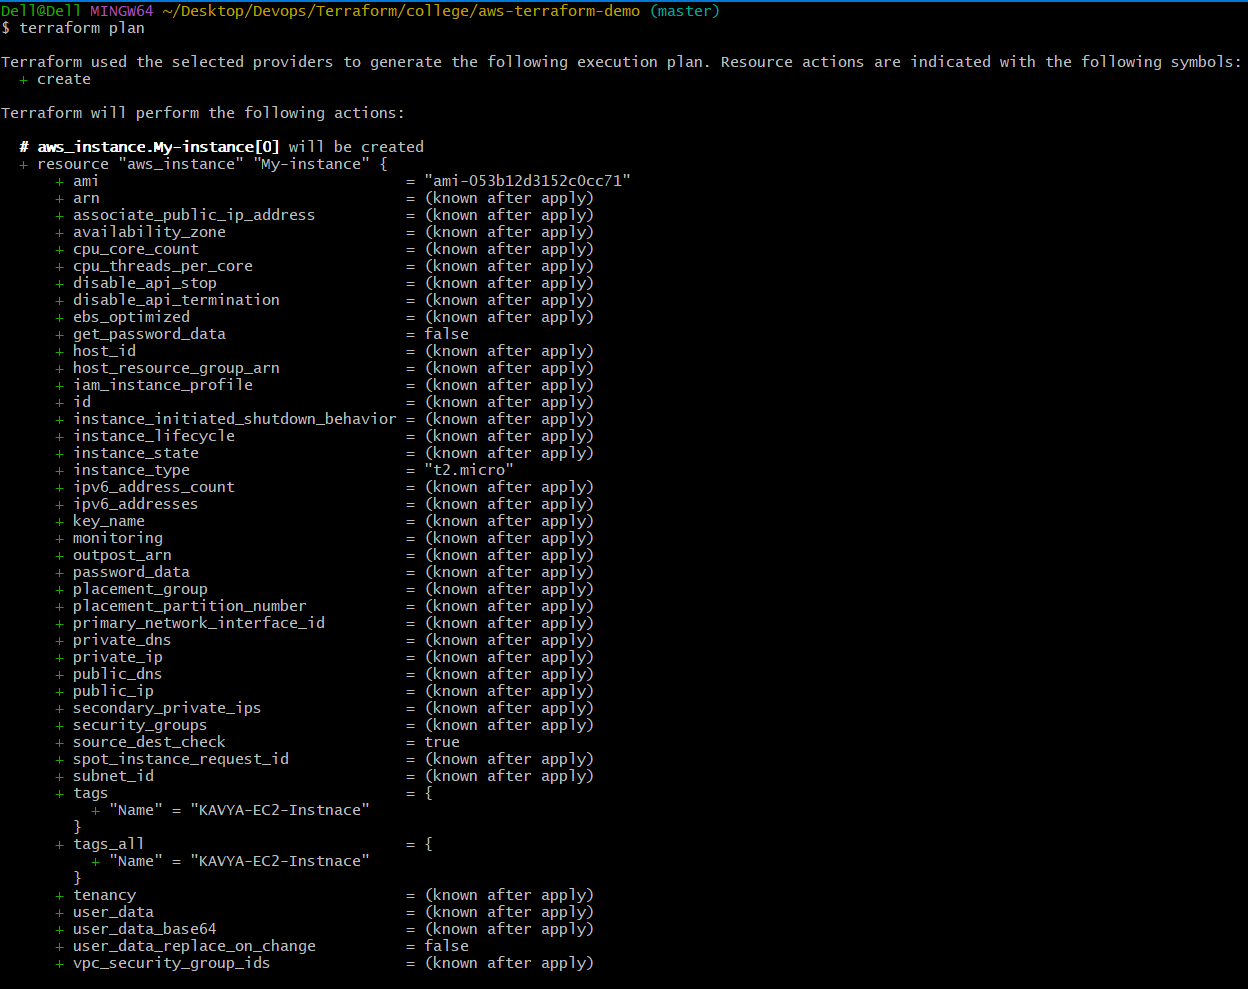 Dell@Dell MINGW64 ~/Desktop/Devops/Terraform/college/aws-terraform-demo (master)
$ terraform plan

Terraform used the selected providers to generate the following execution plan. Resource actions are indicated with the following symbols:
  + create

Terraform will perform the following actions:

  # aws_instance.My-instance[0] will be created
  + resource "aws_instance" "My-instance" {
      + ami                                  = "ami-053b12d3152c0cc71"
      + arn                                  = (known after apply)
      + associate_public_ip_address          = (known after apply)
      + availability_zone                    = (known after apply)
      + cpu_core_count                       = (known after apply)
      + cpu_threads_per_core                 = (known after apply)
      + disable_api_stop                     = (known after apply)
      + disable_api_termination              = (known after apply)
      + ebs_optimized                        = (known after apply)
      + get_password_data                    = false
      + host_id                              = (known after apply)
      + host_resource_group_arn              = (known after apply)
      + iam_instance_profile                 = (known after apply)
      + id                                   = (known after apply)
      + instance_initiated_shutdown_behavior = (known after apply)
      + instance_lifecycle                   = (known after apply)
      + instance_state                       = (known after apply)
      + instance_type                        = "t2.micro"
      + ipv6_address_count                   = (known after apply)
      + ipv6_addresses                       = (known after apply)
      + key_name                             = (known after apply)
      + monitoring                           = (known after apply)
      + outpost_arn                          = (known after apply)
      + password_data                        = (known after apply)
      + placement_group                      = (known after apply)
      + placement_partition_number           = (known after apply)
      + primary_network_interface_id         = (known after apply)
      + private_dns                          = (known after apply)
      + private_ip                           = (known after apply)
      + public_dns                           = (known after apply)
      + public_ip                            = (known after apply)
      + secondary_private_ips                = (known after apply)
      + security_groups                      = (known after apply)
      + source_dest_check                    = true
      + spot_instance_request_id             = (known after apply)
      + subnet_id                            = (known after apply)
      + tags                                 = {
          + "Name" = "KAVYA-EC2-Instnace"
        }
      + tags_all                             = {
          + "Name" = "KAVYA-EC2-Instnace"
        }
      + tenancy                              = (known after apply)
      + user_data                            = (known after apply)
      + user_data_base64                     = (known after apply)
      + user_data_replace_on_change          = false
      + vpc_security_group_ids               = (known after apply)